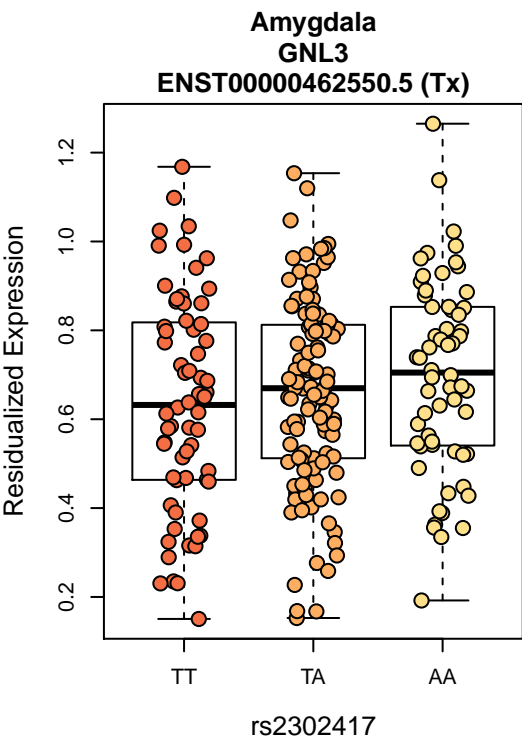 Amygdala
GNL3
ENST00000462550.5 (Tx)
Residualized Expression
1.2
1.0
0.8
0.6
0.4
0.2
TT TA AA
rs2302417